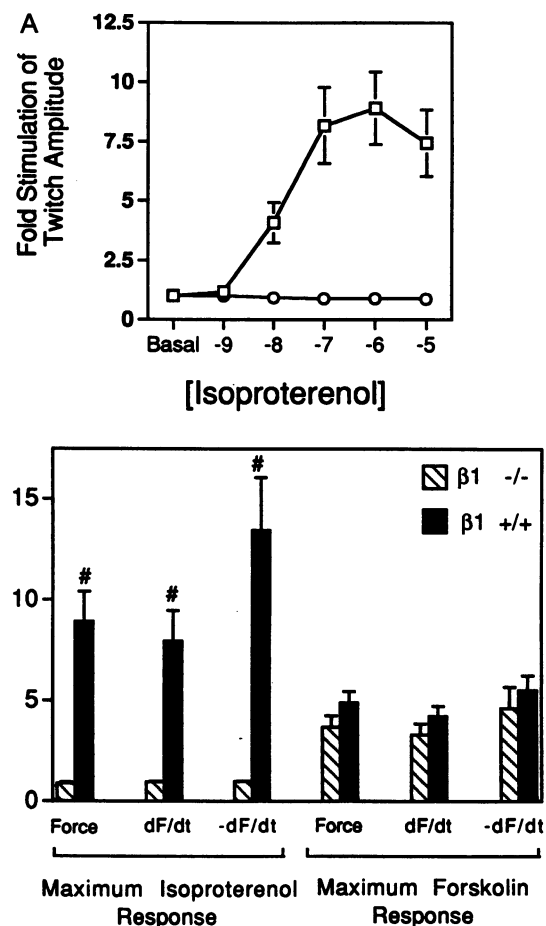 A
Fold Stimulation of
Twitch Amplitude
12.5
10
7.5
5
2.5
0
Basal -9 -8 -7 -6 -5
[Isoproterenol]
15
10
5
0
# # #
β1 -/-
β1 +/+
Force dF/dt -dF/dt Force dF/dt -dF/dt
Maximum Isoproterenol
Response
Maximum Forskolin
Response